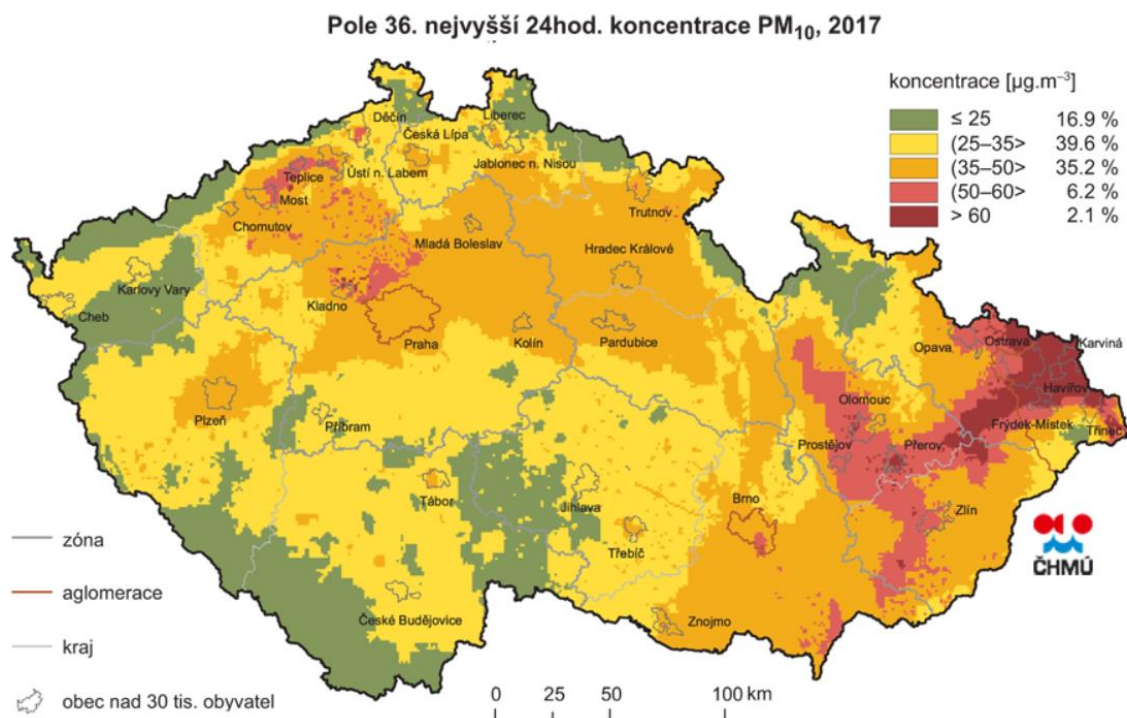 Pole 36. nejvyšší 24hod. koncentrace PM₁₀, 2017
koncentrace [µg.m⁻³]
≤ 25 16.9 %
(25–35> 39.6 %
(35–50> 35.2 %
(50–60> 6.2 %
> 60 2.1 %
Děčín
Česká Lípa
Liberec
Teplice
Ústí n. Labem
Jablonec n. Nisou
Most
Chomutov
Trutnov
Mladá Boleslav
Hradec Králové
Karlovy Vary
Cheb
Kladno
Praha
Kolín
Pardubice
Opava
Ostrava
Karviná
Havířov
Plzeň
Příbram
Olomouc
Frýdek-Místek
Třinec
Prostějov
Přerov
Tábor
Jihlava
Brno
Zlín
Třebíč
České Budějovice
Znojmo
ČHMÚ
zóna
aglomerace
kraj
obec nad 30 tis. obyvatel
0 25 50 100 km